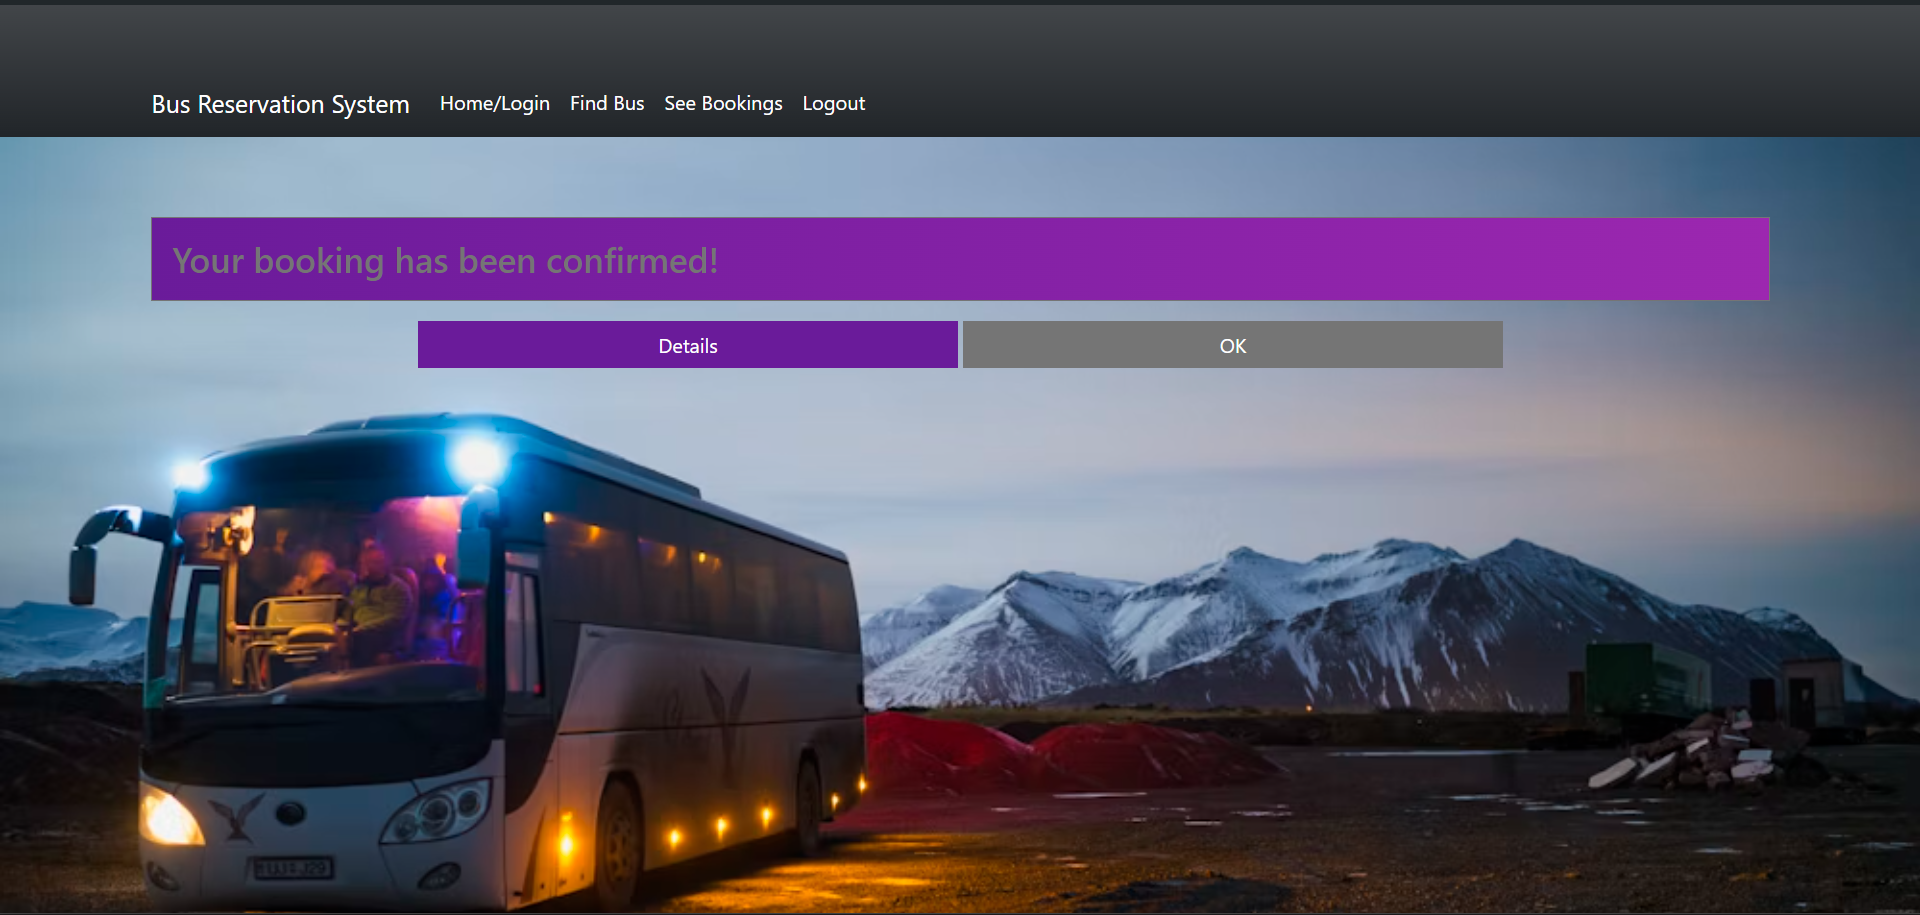 Bus Reservation System Home/Login Find Bus See Bookings Logout
Your booking has been confirmed!
Details OK